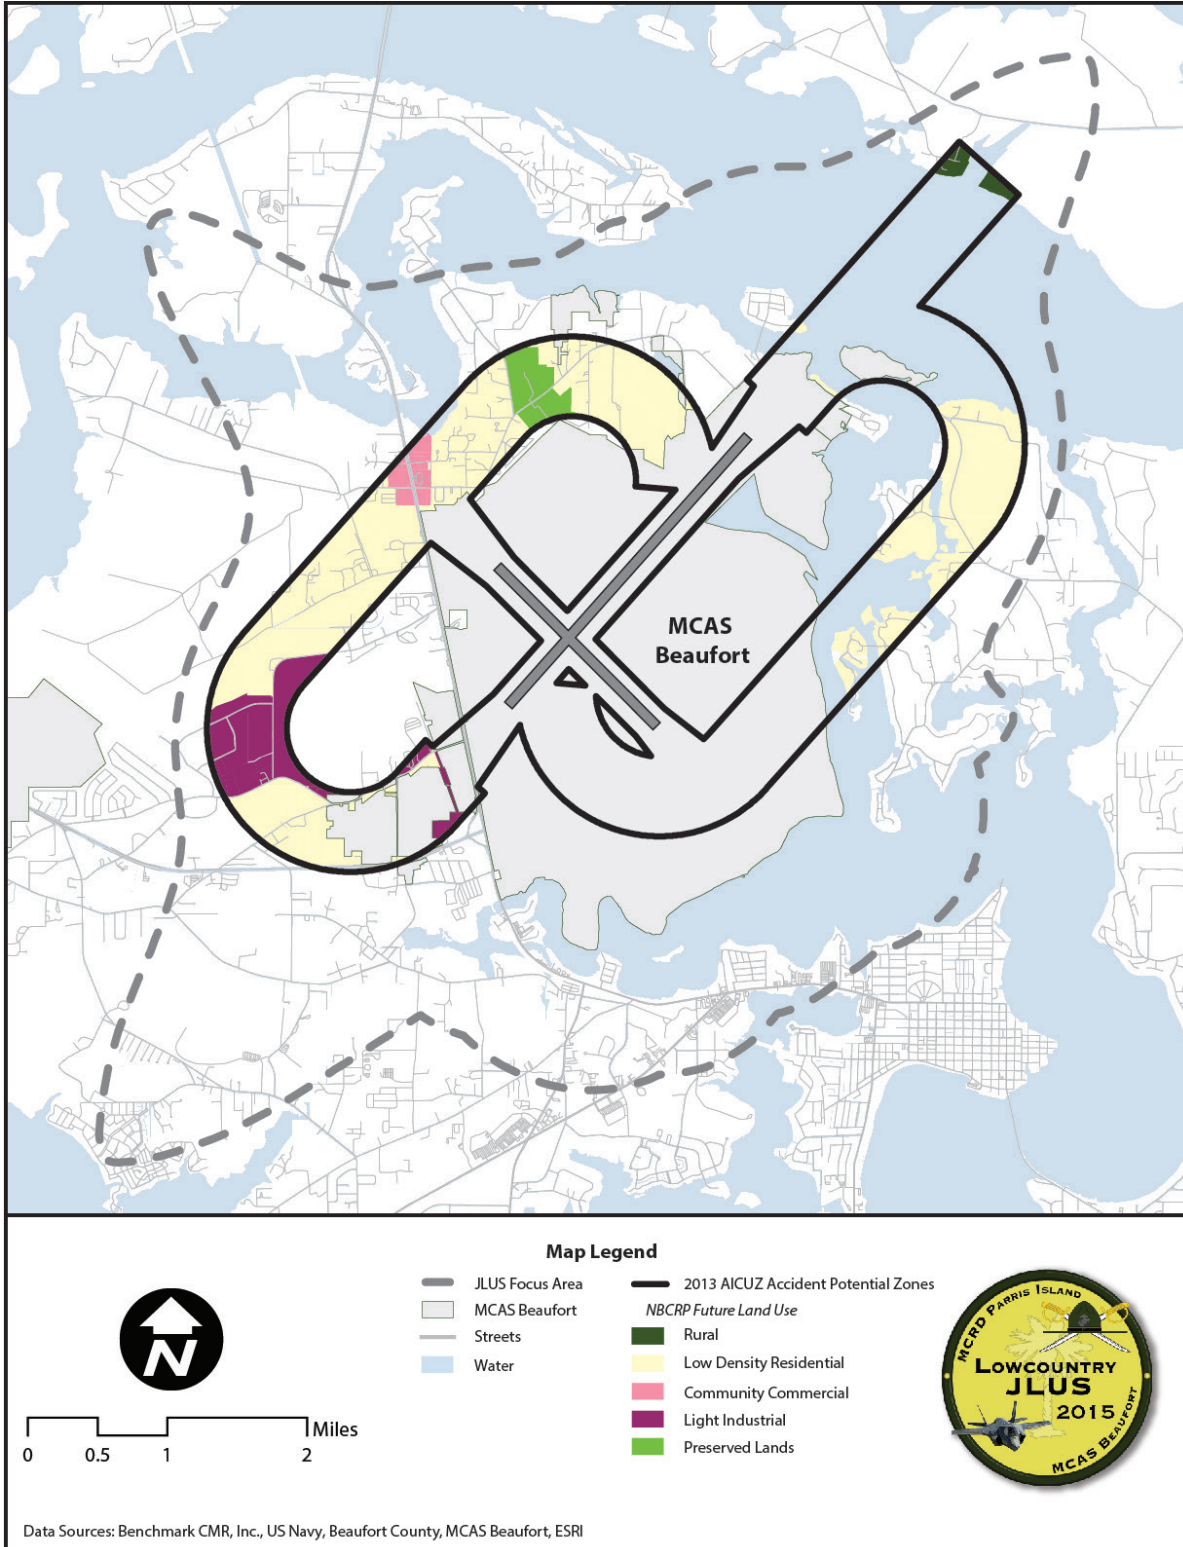 MCAS
Beaufort
Map Legend
JLUS Focus Area
MCAS Beaufort
Streets
Water
2013 AICUZ Accident Potential Zones
NBCRP Future Land Use
Rural
Low Density Residential
Community Commercial
Light Industrial
Preserved Lands
N
0 0.5 1 2 Miles
MCRD Parris Island
Lowcountry
JLUS
2015
MCAS Beaufort
Data Sources: Benchmark CMR, Inc., US Navy, Beaufort County, MCAS Beaufort, ESRI